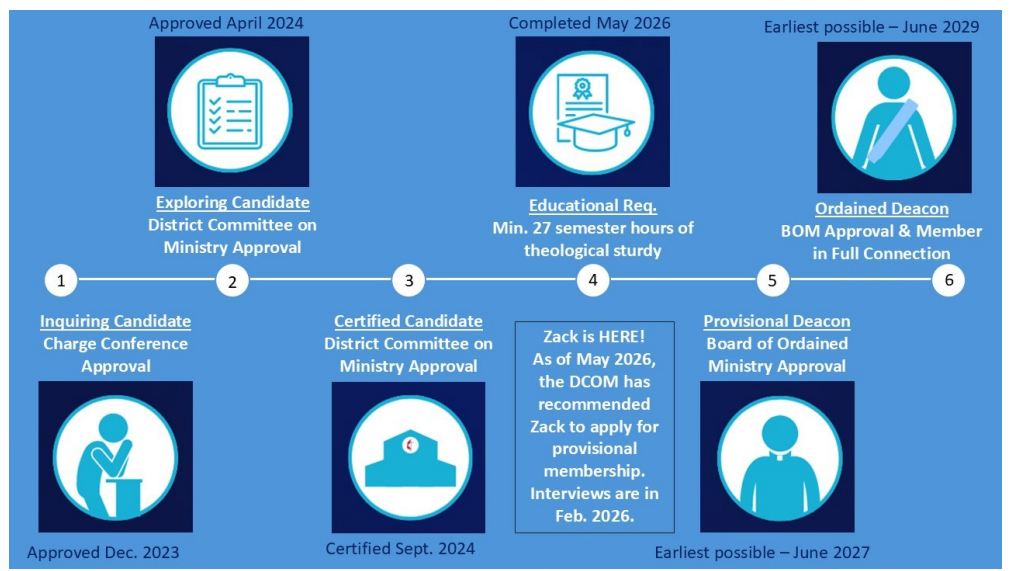 Approved April 2024
Completed May 2026
Earliest possible – June 2029
Exploring Candidate
District Committee on
Ministry Approval
Educational Req.
Min. 27 semester hours of
theological sturdy
Ordained Deacon
BOM Approval & Member
in Full Connection
1
2
3
4
5
6
Inquiring Candidate
Charge Conference
Approval
Approved Dec. 2023
Certified Candidate
District Committee on
Ministry Approval
Certified Sept. 2024
Zack is HERE!
As of May 2026,
the DCOM has
recommended
Zack to apply for
provisional
membership.
Interviews are in
Feb. 2026.
Provisional Deacon
Board of Ordained
Ministry Approval
Earliest possible – June 2027